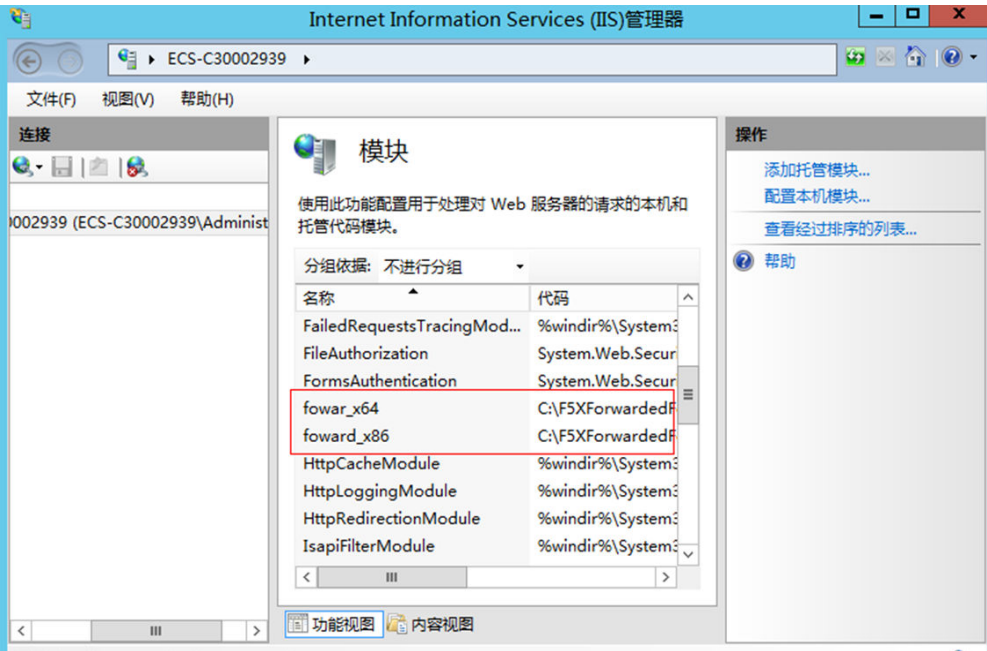 Internet Information Services (IIS)管理器
ECS-C30002939
文件(F) 视图(V) 帮助(H)
连接
0002939 (ECS-C30002939\Administ
模块
使用此功能配置用于处理对 Web 服务器的请求的本机和
托管代码模块。
分组依据: 不进行分组
名称 代码
FailedRequestsTracingMod... %windir%\System3
FileAuthorization System.Web.Secur
FormsAuthentication System.Web.Secur
fowar_x64 C:\F5XForwardedF
foward_x86 C:\F5XForwardedF
HttpCacheModule %windir%\System3
HttpLoggingModule %windir%\System3
HttpRedirectionModule %windir%\System3
IsapiFilterModule %windir%\System3
功能视图 内容视图
操作
添加托管模块...
配置本机模块...
查看经过排序的列表...
帮助